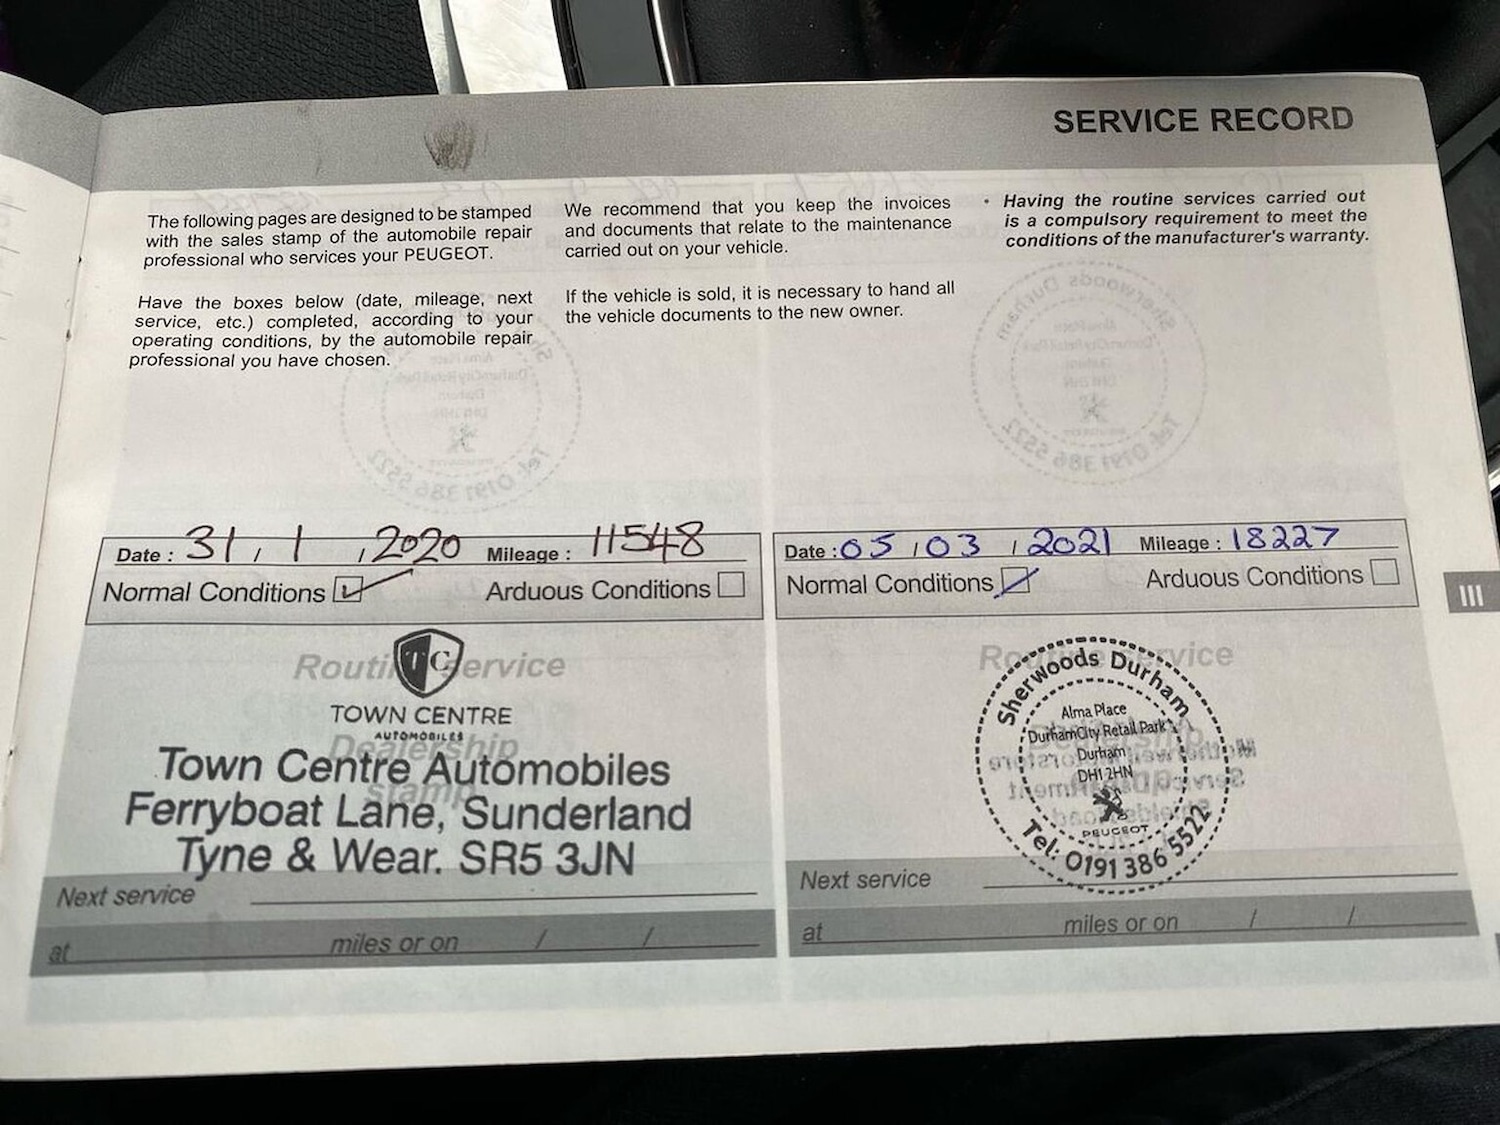 SERVICE RECORD
The following pages are designed to be stamped
with the sales stamp of the automobile repair
professional who services your PEUGEOT.
Have the boxes below (date, mileage, next
service, etc.) completed, according to your
operating conditions, by the automobile repair
professional you have chosen.
We recommend that you keep the invoices
and documents that relate to the maintenance
carried out on your vehicle.
If the vehicle is sold, it is necessary to hand all
the vehicle documents to the new owner.
• Having the routine services carried out
is a compulsory requirement to meet the
conditions of the manufacturer's warranty.
Date : 31 / 1 / 2020 Mileage : 11548
Normal Conditions Arduous Conditions
Routine Service
TC
TOWN CENTRE
AUTOMOBILES
Dealership
stamp
Town Centre Automobiles
Ferryboat Lane, Sunderland
Tyne & Wear. SR5 3JN
Next service
at miles or on / /
Date : 05 / 03 / 2021 Mileage : 18227
Normal Conditions Arduous Conditions
Routine Service
Sherwoods Durham
Alma Place
DurhamCity Retail Park
Durham
DH1 2HN
PEUGEOT
Tel: 0191 386 5522
Next service
at miles or on / /
III